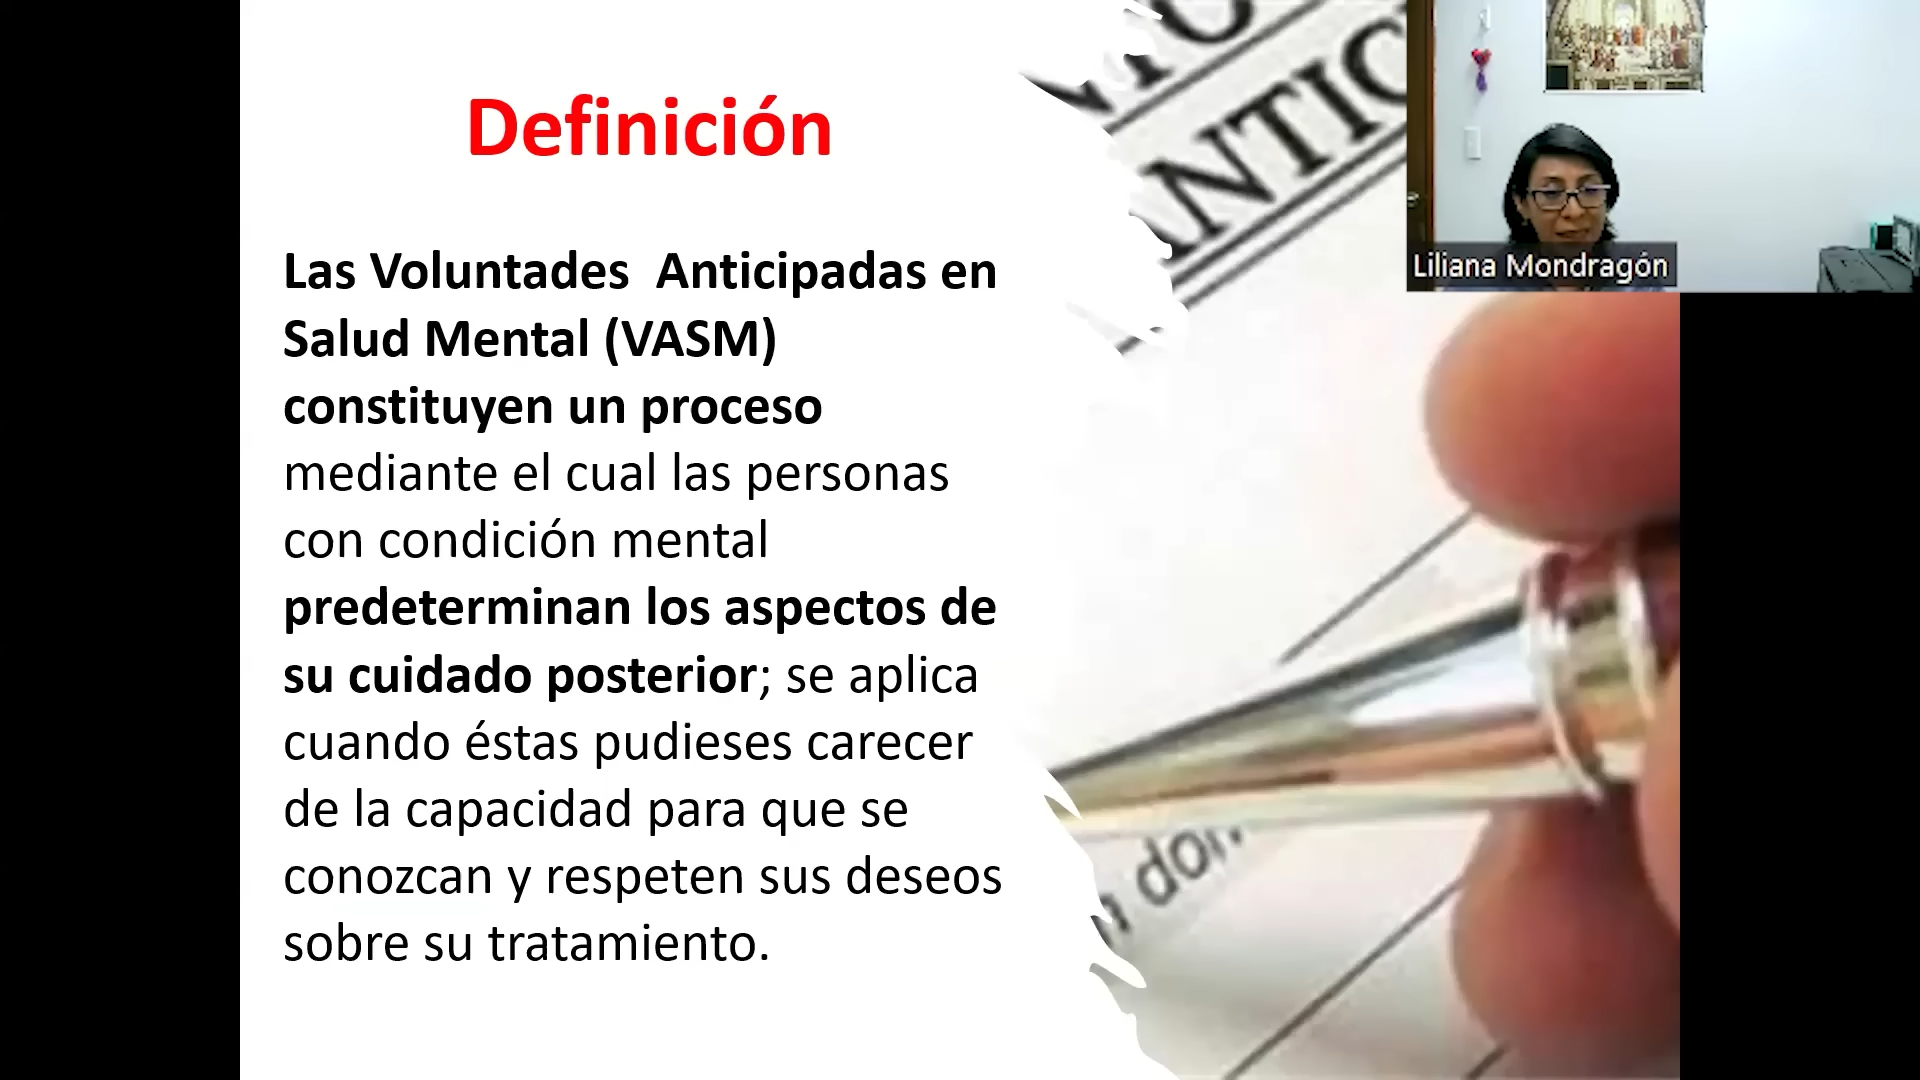 Definición
Las Voluntades  Anticipadas en
Salud Mental (VASM)
constituyen un proceso
mediante el cual las personas
con condición mental
predeterminan los aspectos de
su cuidado posterior; se aplica
cuando éstas pudieses carecer
de la capacidad para que se
conozcan y respeten sus deseos
sobre su tratamiento.
ANTIC
Liliana Mondragón
don